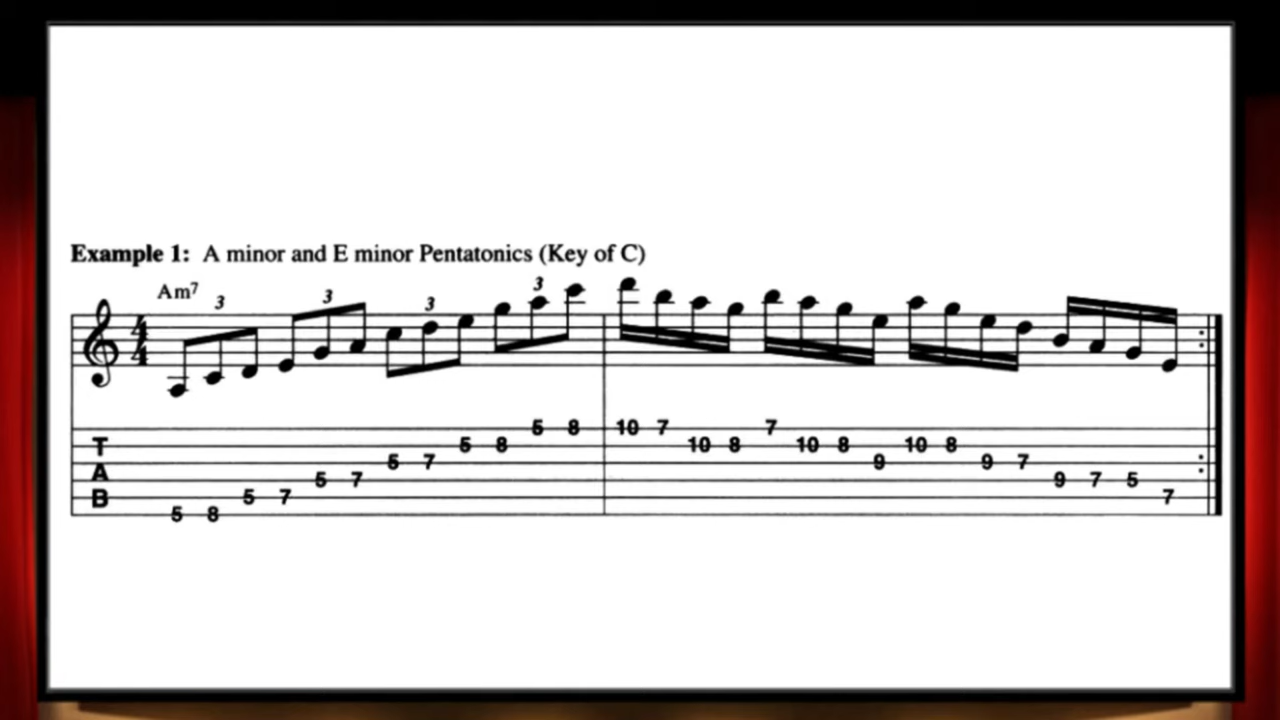 Example 1: A minor and E minor Pentatonics (Key of C)
Am7
3 3 3 3
4
4
T
A
B
5 8 10 7 7
5 8 10 8 10 8 10 8
5 7 9 9 7
5 7 9 7 5
5 7 7
5 8